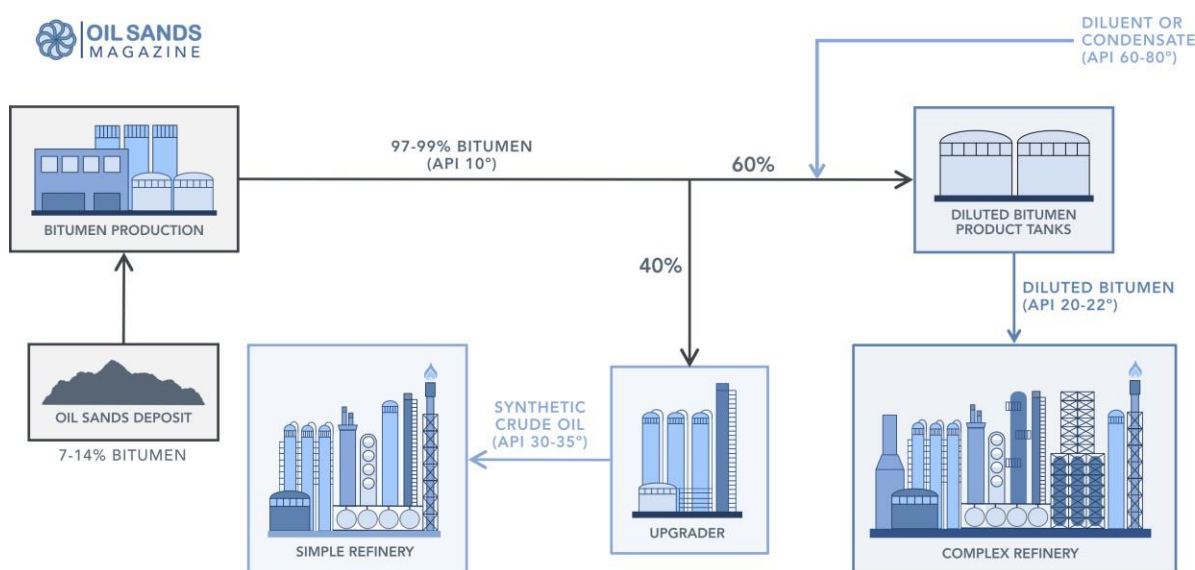 OIL SANDS
MAGAZINE
DILUENT OR
CONDENSATE
(API 60-80°)
97-99% BITUMEN
(API 10°)
60%
BITUMEN PRODUCTION
DILUTED BITUMEN
PRODUCT TANKS
40%
DILUTED BITUMEN
(API 20-22°)
OIL SANDS DEPOSIT
7-14% BITUMEN
SYNTHETIC
CRUDE OIL
(API 30-35°)
SIMPLE REFINERY
UPGRADER
COMPLEX REFINERY